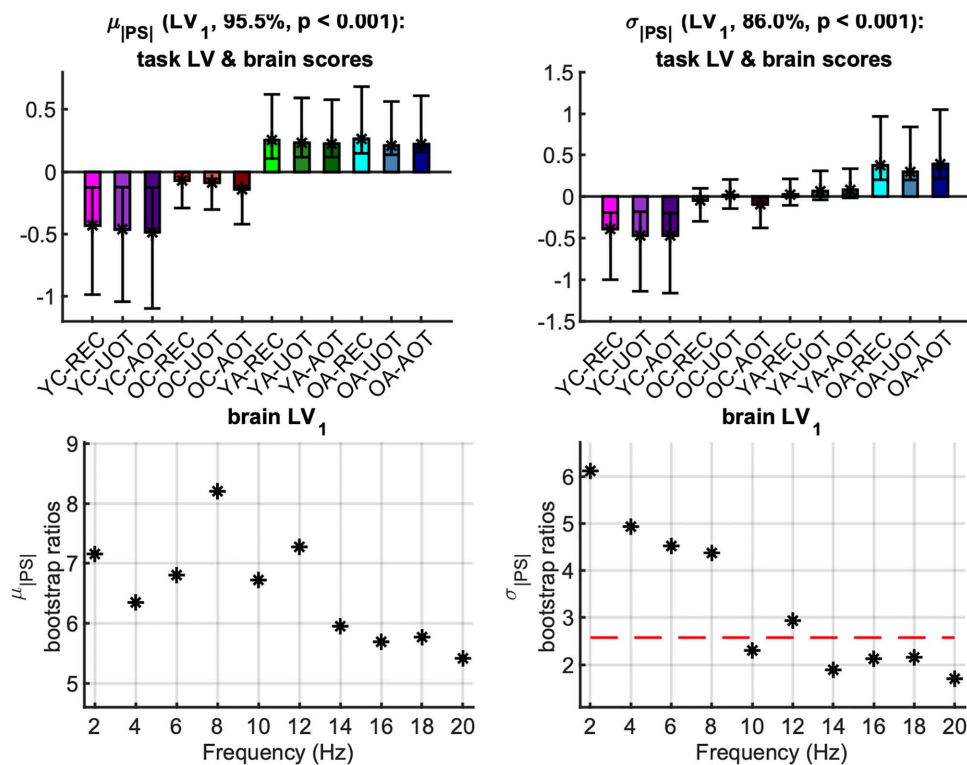 μ|PS| (LV1, 95.5%, p < 0.001):
task LV & brain scores
0.5
0
-0.5
-1
YC-REC
YC-UOT
YC-AOT
OC-REC
OC-UOT
OC-AOT
YA-REC
YA-UOT
YA-AOT
OA-REC
OA-UOT
OA-AOT
σ|PS| (LV1, 86.0%, p < 0.001):
task LV & brain scores
1.5
1
0.5
0
-0.5
-1
-1.5
YC-REC
YC-UOT
YC-AOT
OC-REC
OC-UOT
OC-AOT
YA-REC
YA-UOT
YA-AOT
OA-REC
OA-UOT
OA-AOT
brain LV1
μ|PS|
bootstrap ratios
9
8
7
6
5
2 4 6 8 10 12 14 16 18 20
Frequency (Hz)
brain LV1
σ|PS|
bootstrap ratios
6
5
4
3
2
2 4 6 8 10 12 14 16 18 20
Frequency (Hz)